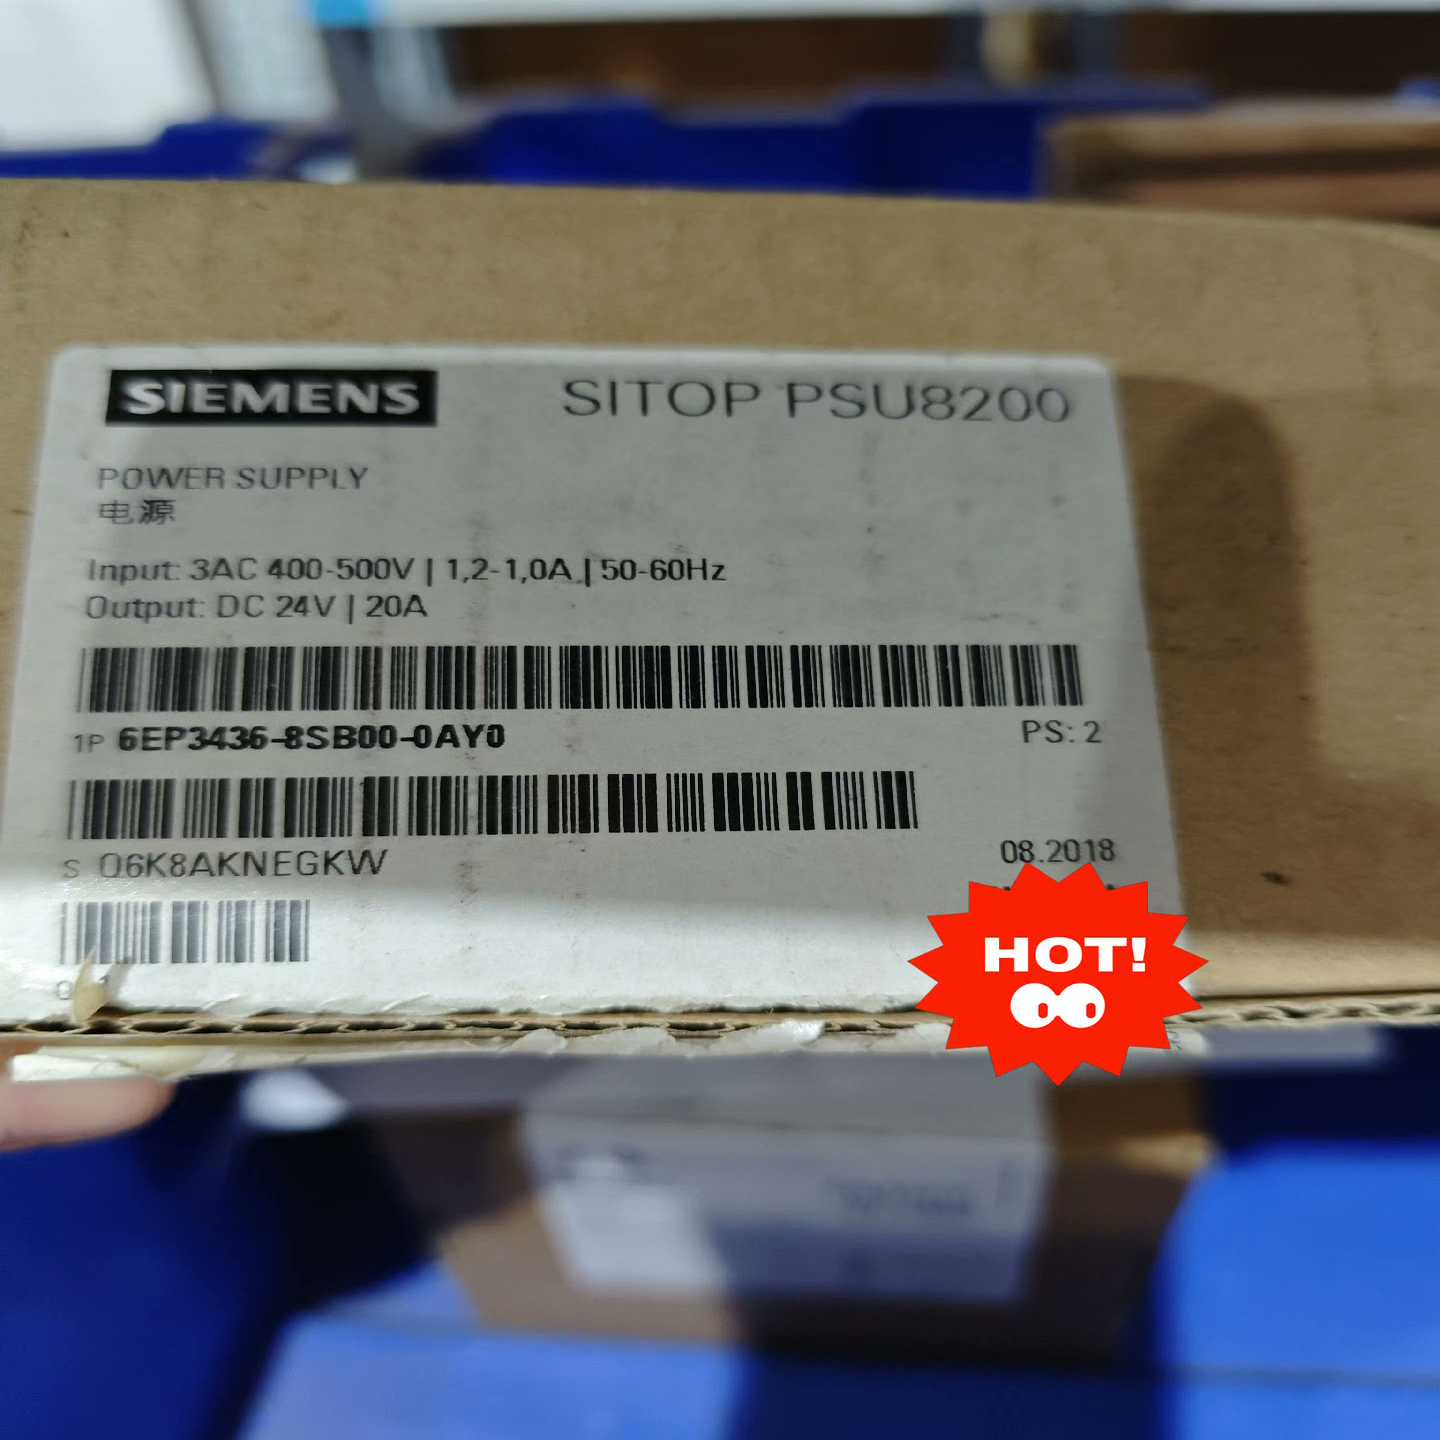 SIEMENS
SITOP PSU8200
POWER SUPPLY
电源
Input: 3AC 400-500V | 1,2-1,0A | 50-60Hz
Output: DC 24V | 20A
1P 6EP3436-8SB00-0AY0
PS: 2
S Q6K8AKNEGKW
08.2018
HOT!